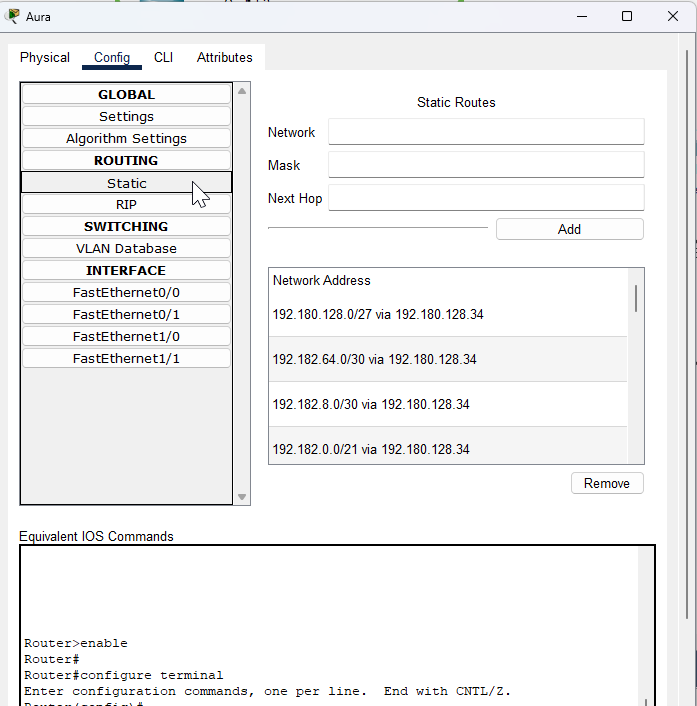 Aura
Physical Config CLI Attributes
GLOBAL
Settings
Algorithm Settings
ROUTING
Static
RIP
SWITCHING
VLAN Database
INTERFACE
FastEthernet0/0
FastEthernet0/1
FastEthernet1/0
FastEthernet1/1
Static Routes
Network
Mask
Next Hop
Add
Network Address
192.180.128.0/27 via 192.180.128.34
192.182.64.0/30 via 192.180.128.34
192.182.8.0/30 via 192.180.128.34
192.182.0.0/21 via 192.180.128.34
Remove
Equivalent IOS Commands
Router>enable
Router#
Router#configure terminal
Enter configuration commands, one per line.  End with CNTL/Z.